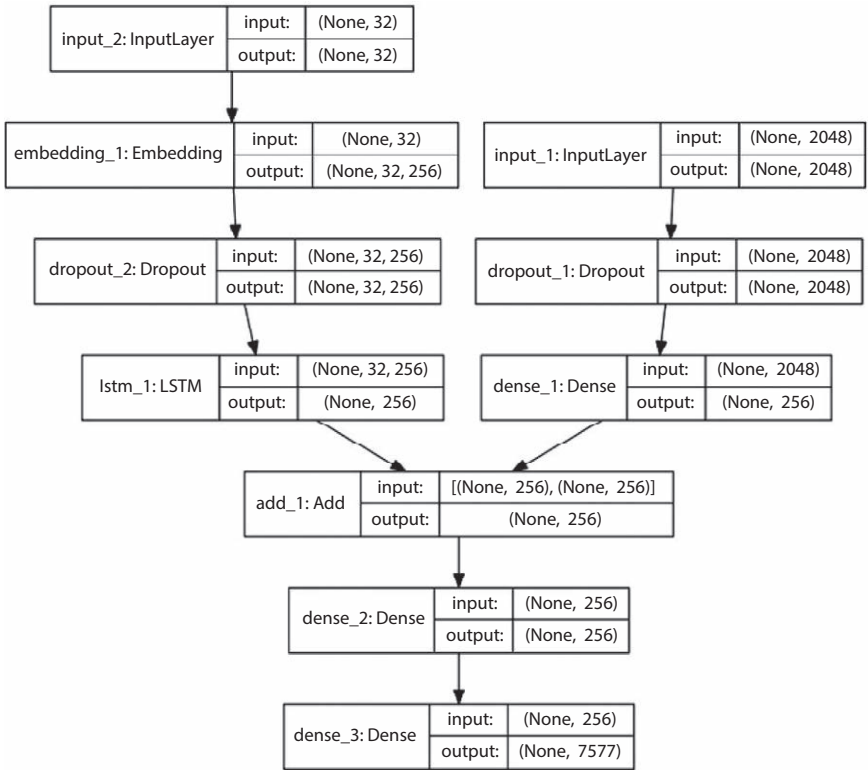 input_2: InputLayer
input: (None, 32)
output: (None, 32)
embedding_1: Embedding
input: (None, 32)
output: (None, 32, 256)
input_1: InputLayer
input: (None, 2048)
output: (None, 2048)
dropout_2: Dropout
input: (None, 32, 256)
output: (None, 32, 256)
dropout_1: Dropout
input: (None, 2048)
output: (None, 2048)
lstm_1: LSTM
input: (None, 32, 256)
output: (None, 256)
dense_1: Dense
input: (None, 2048)
output: (None, 256)
add_1: Add
input: [(None, 256), (None, 256)]
output: (None, 256)
dense_2: Dense
input: (None, 256)
output: (None, 256)
dense_3: Dense
input: (None, 256)
output: (None, 7577)